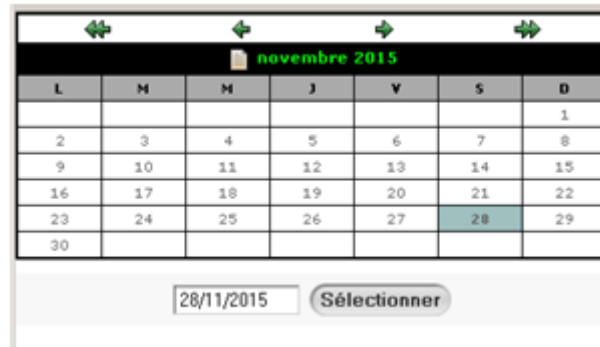 novembre 2015
L M M J V S D
1
2 3 4 5 6 7 8
9 10 11 12 13 14 15
16 17 18 19 20 21 22
23 24 25 26 27 28 29
30
28/11/2015 Sélectionner